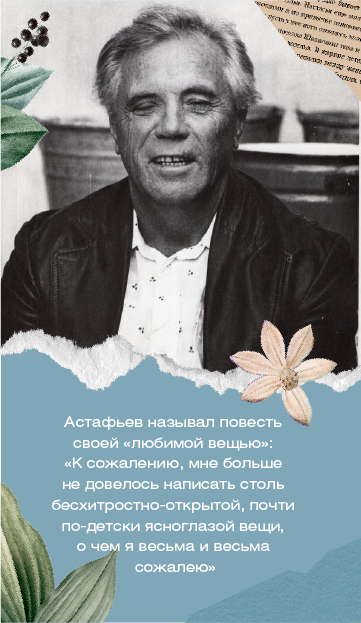 Астафьев называл повесть
своей «любимой вещью»:
«К сожалению, мне больше
не довелось написать столь
бесхитростно-открытой, почти
по-детски ясноглазой вещи,
о чем я весьма и весьма
сожалею»